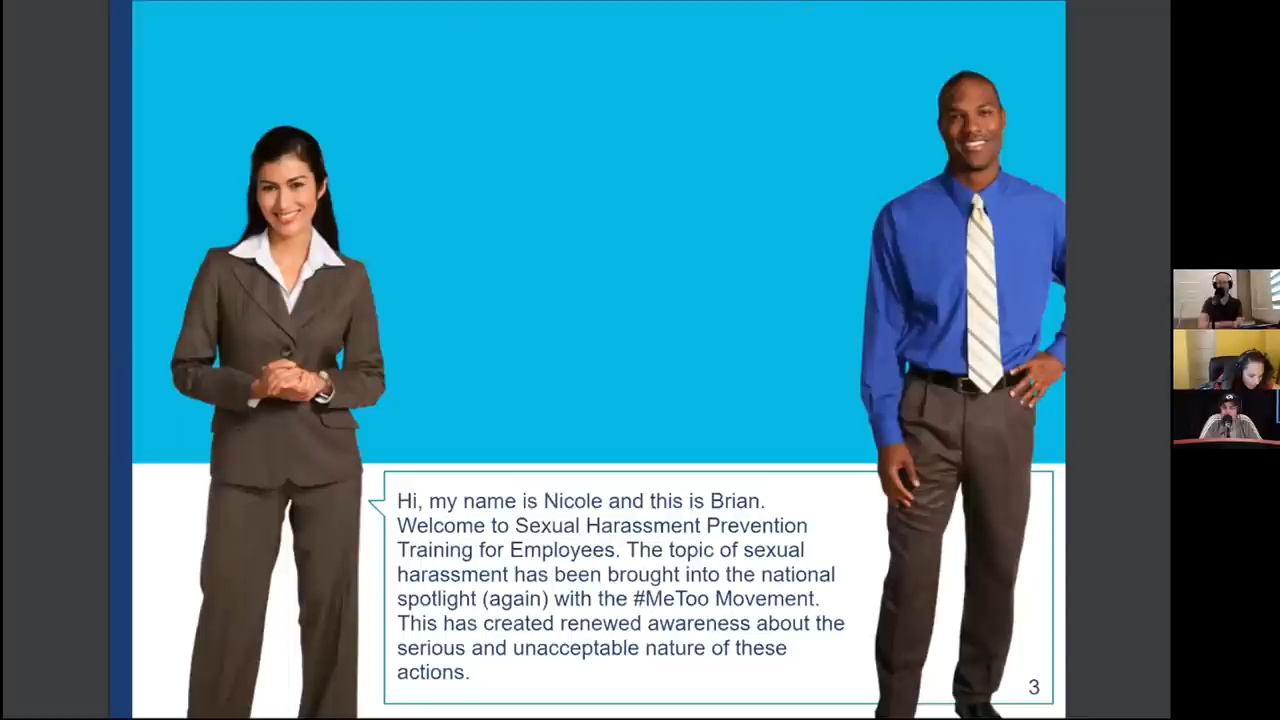 Hi, my name is Nicole and this is Brian.
Welcome to Sexual Harassment Prevention
Training for Employees. The topic of sexual
harassment has been brought into the national
spotlight (again) with the #MeToo Movement.
This has created renewed awareness about the
serious and unacceptable nature of these
actions.
3